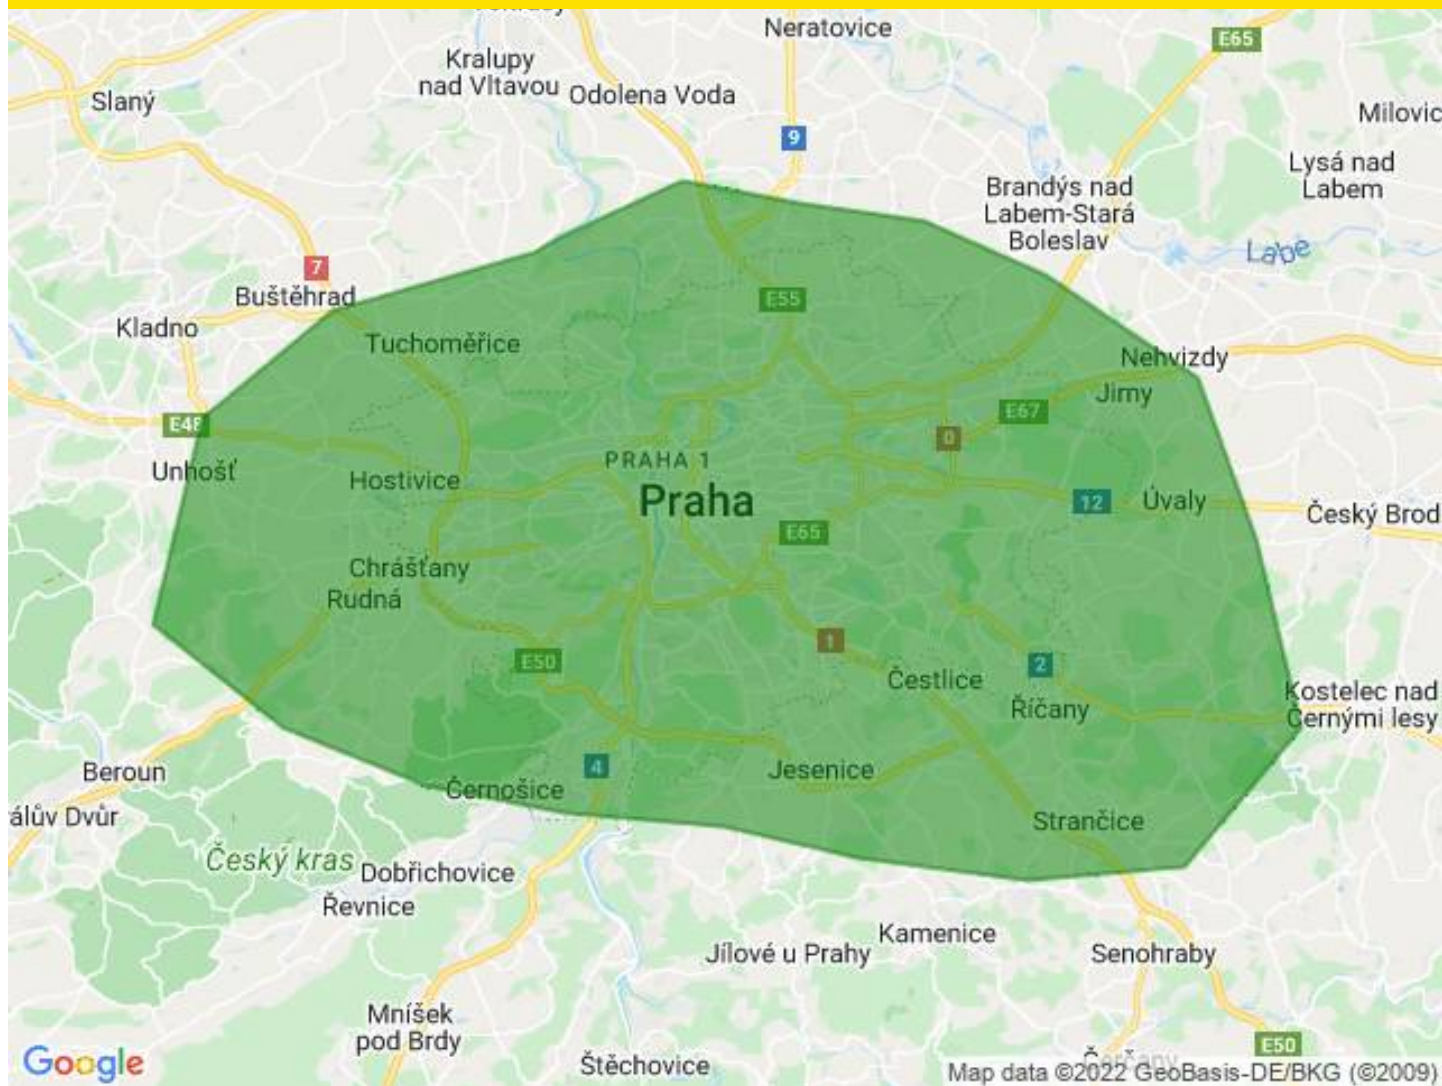 Neratovice
E65
Kralupy
nad Vltavou
Odolena Voda
Slaný
Milovic
9
Lysá nad
Labem
Brandýs nad
Labem-Stará
Boleslav
Labe
7
Buštěhrad
E55
Kladno
Tuchoměřice
Nehvizdy
Jirny
E67
E48
0
PRAHA 1
Unhošť
Hostivice
Praha
12
Úvaly
Český Brod
E65
Chrášťany
Rudná
1
E50
2
Čestlice
Říčany
Kostelec nad
Černými lesy
4
Jesenice
Beroun
Černošice
álův Dvůr
Strančice
Český kras
Dobřichovice
Řevnice
Kamenice
Jílové u Prahy
Senohraby
Mníšek
pod Brdy
E50
Google
Štěchovice
Čerčany
Map data ©2022 GeoBasis-DE/BKG (©2009)